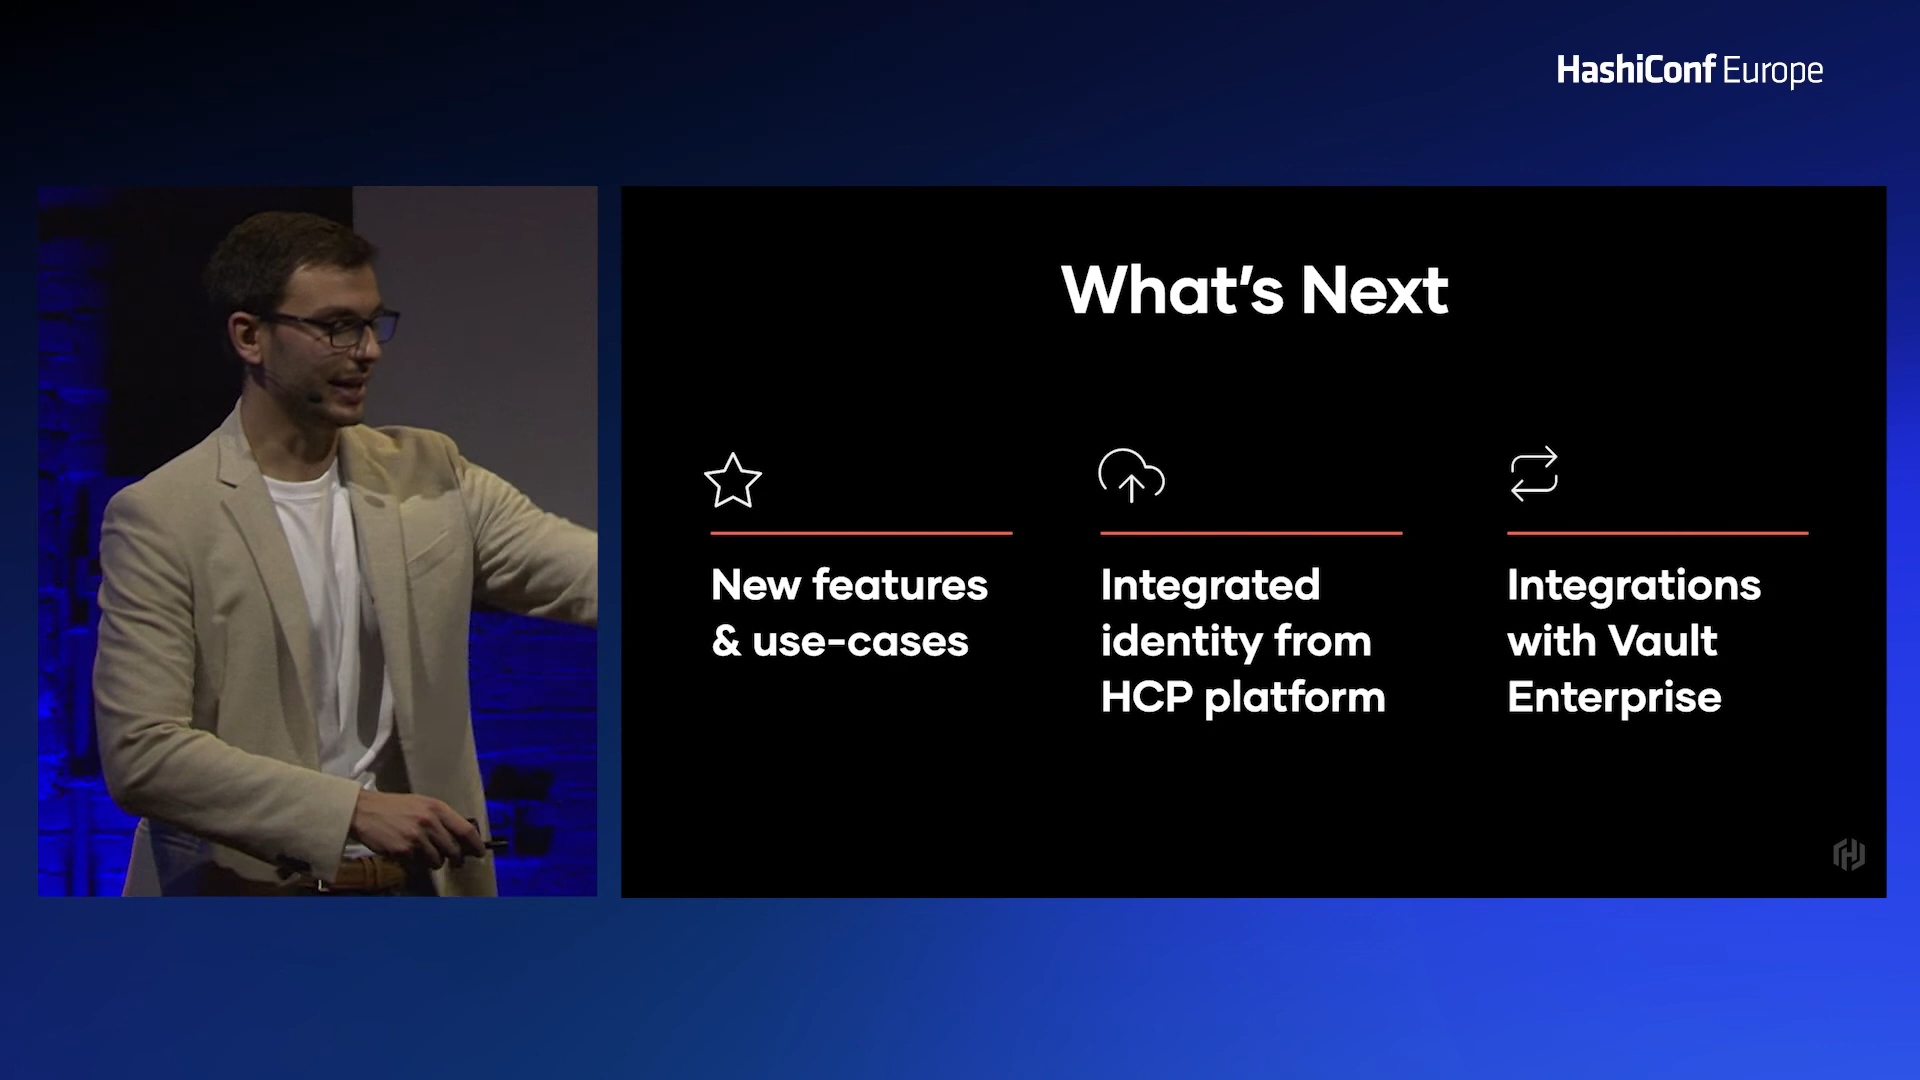 HashiConf Europe
What's Next
New features
& use-cases
Integrated
identity from
HCP platform
Integrations
with Vault
Enterprise